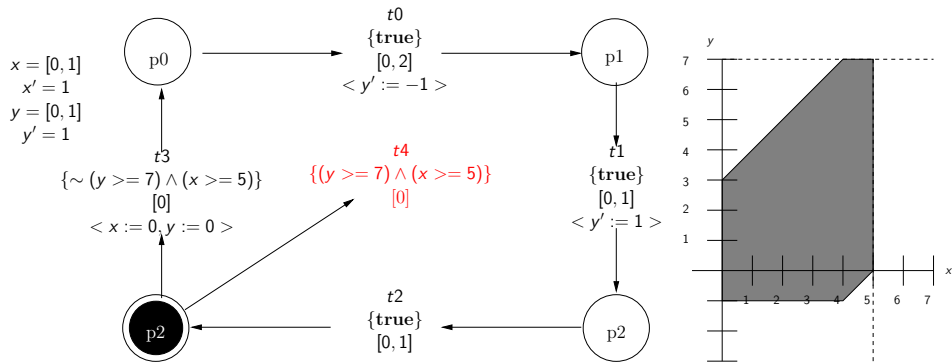 x = [0, 1]
x′ = 1
y = [0, 1]
y′ = 1
p0
t0
{true}
[0, 2]
< y′ := −1 >
p1
t3
{∼ (y >= 7) ∧ (x >= 5)}
[0]
< x := 0, y := 0 >
t4
{(y >= 7) ∧ (x >= 5)}
[0]
t1
{true}
[0, 1]
< y′ := 1 >
p2
t2
{true}
[0, 1]
p2
y
7
6
5
4
3
2
1
x
1 2 3 4 5 6 7